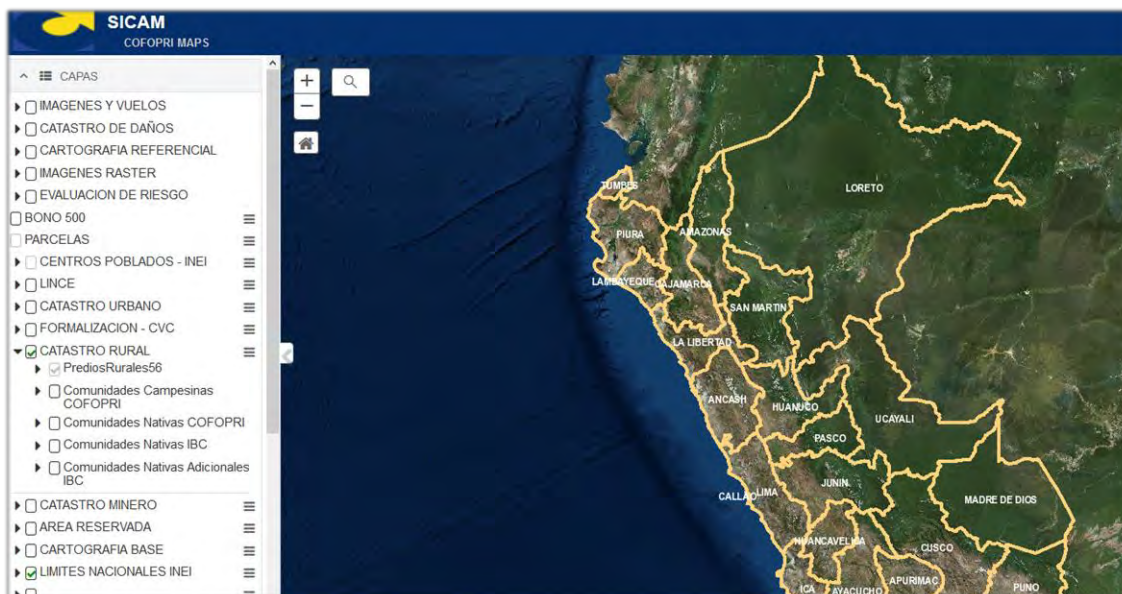 SICAM
COFOPRI MAPS
CAPAS
IMAGENES Y VUELOS
CATASTRO DE DAÑOS
CARTOGRAFIA REFERENCIAL
IMAGENES RASTER
EVALUACION DE RIESGO
BONO 500
PARCELAS
CENTROS POBLADOS - INEI
LINCE
CATASTRO URBANO
FORMALIZACION - CVC
CATASTRO RURAL
PrediosRurales56
Comunidades Campesinas
COFOPRI
Comunidades Nativas COFOPRI
Comunidades Nativas IBC
Comunidades Nativas Adicionales
IBC
CATASTRO MINERO
AREA RESERVADA
CARTOGRAFIA BASE
LIMITES NACIONALES INEI
LORETO
TUMBES
PIURA
AMAZONAS
LAMBAYEQUE
CAJAMARCA
SAN MARTIN
LA LIBERTAD
ANCASH
HUANUCO
UCAYALI
PASCO
JUNIN
CALLAO
LIMA
MADRE DE DIOS
HUANCAVELICA
CUSCO
ICA
AYACUCHO
APURIMAC
PUNO